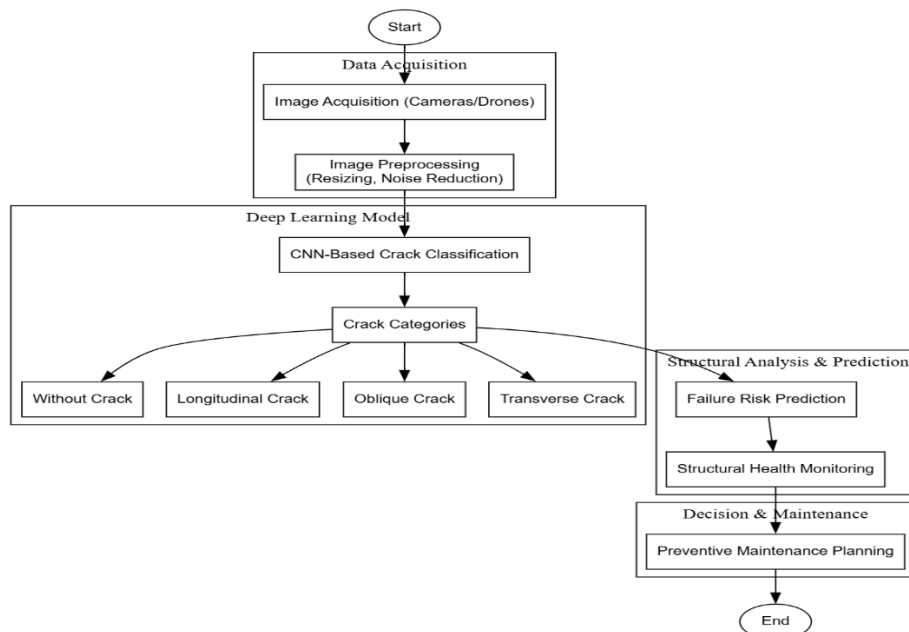 Start
Data Acquisition
Image Acquisition (Cameras/Drones)
Image Preprocessing
(Resizing, Noise Reduction)
Deep Learning Model
CNN-Based Crack Classification
Crack Categories
Without Crack
Longitudinal Crack
Oblique Crack
Transverse Crack
Structural Analysis & Prediction
Failure Risk Prediction
Structural Health Monitoring
Decision & Maintenance
Preventive Maintenance Planning
End